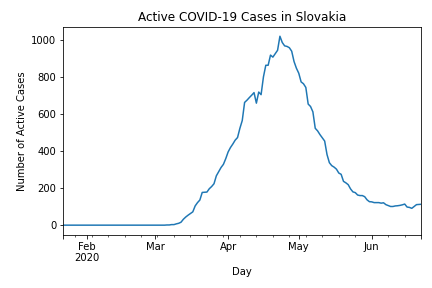 Active COVID-19 Cases in Slovakia
Number of Active Cases
1000
800
600
400
200
0
Feb Mar Apr May Jun
2020
Day